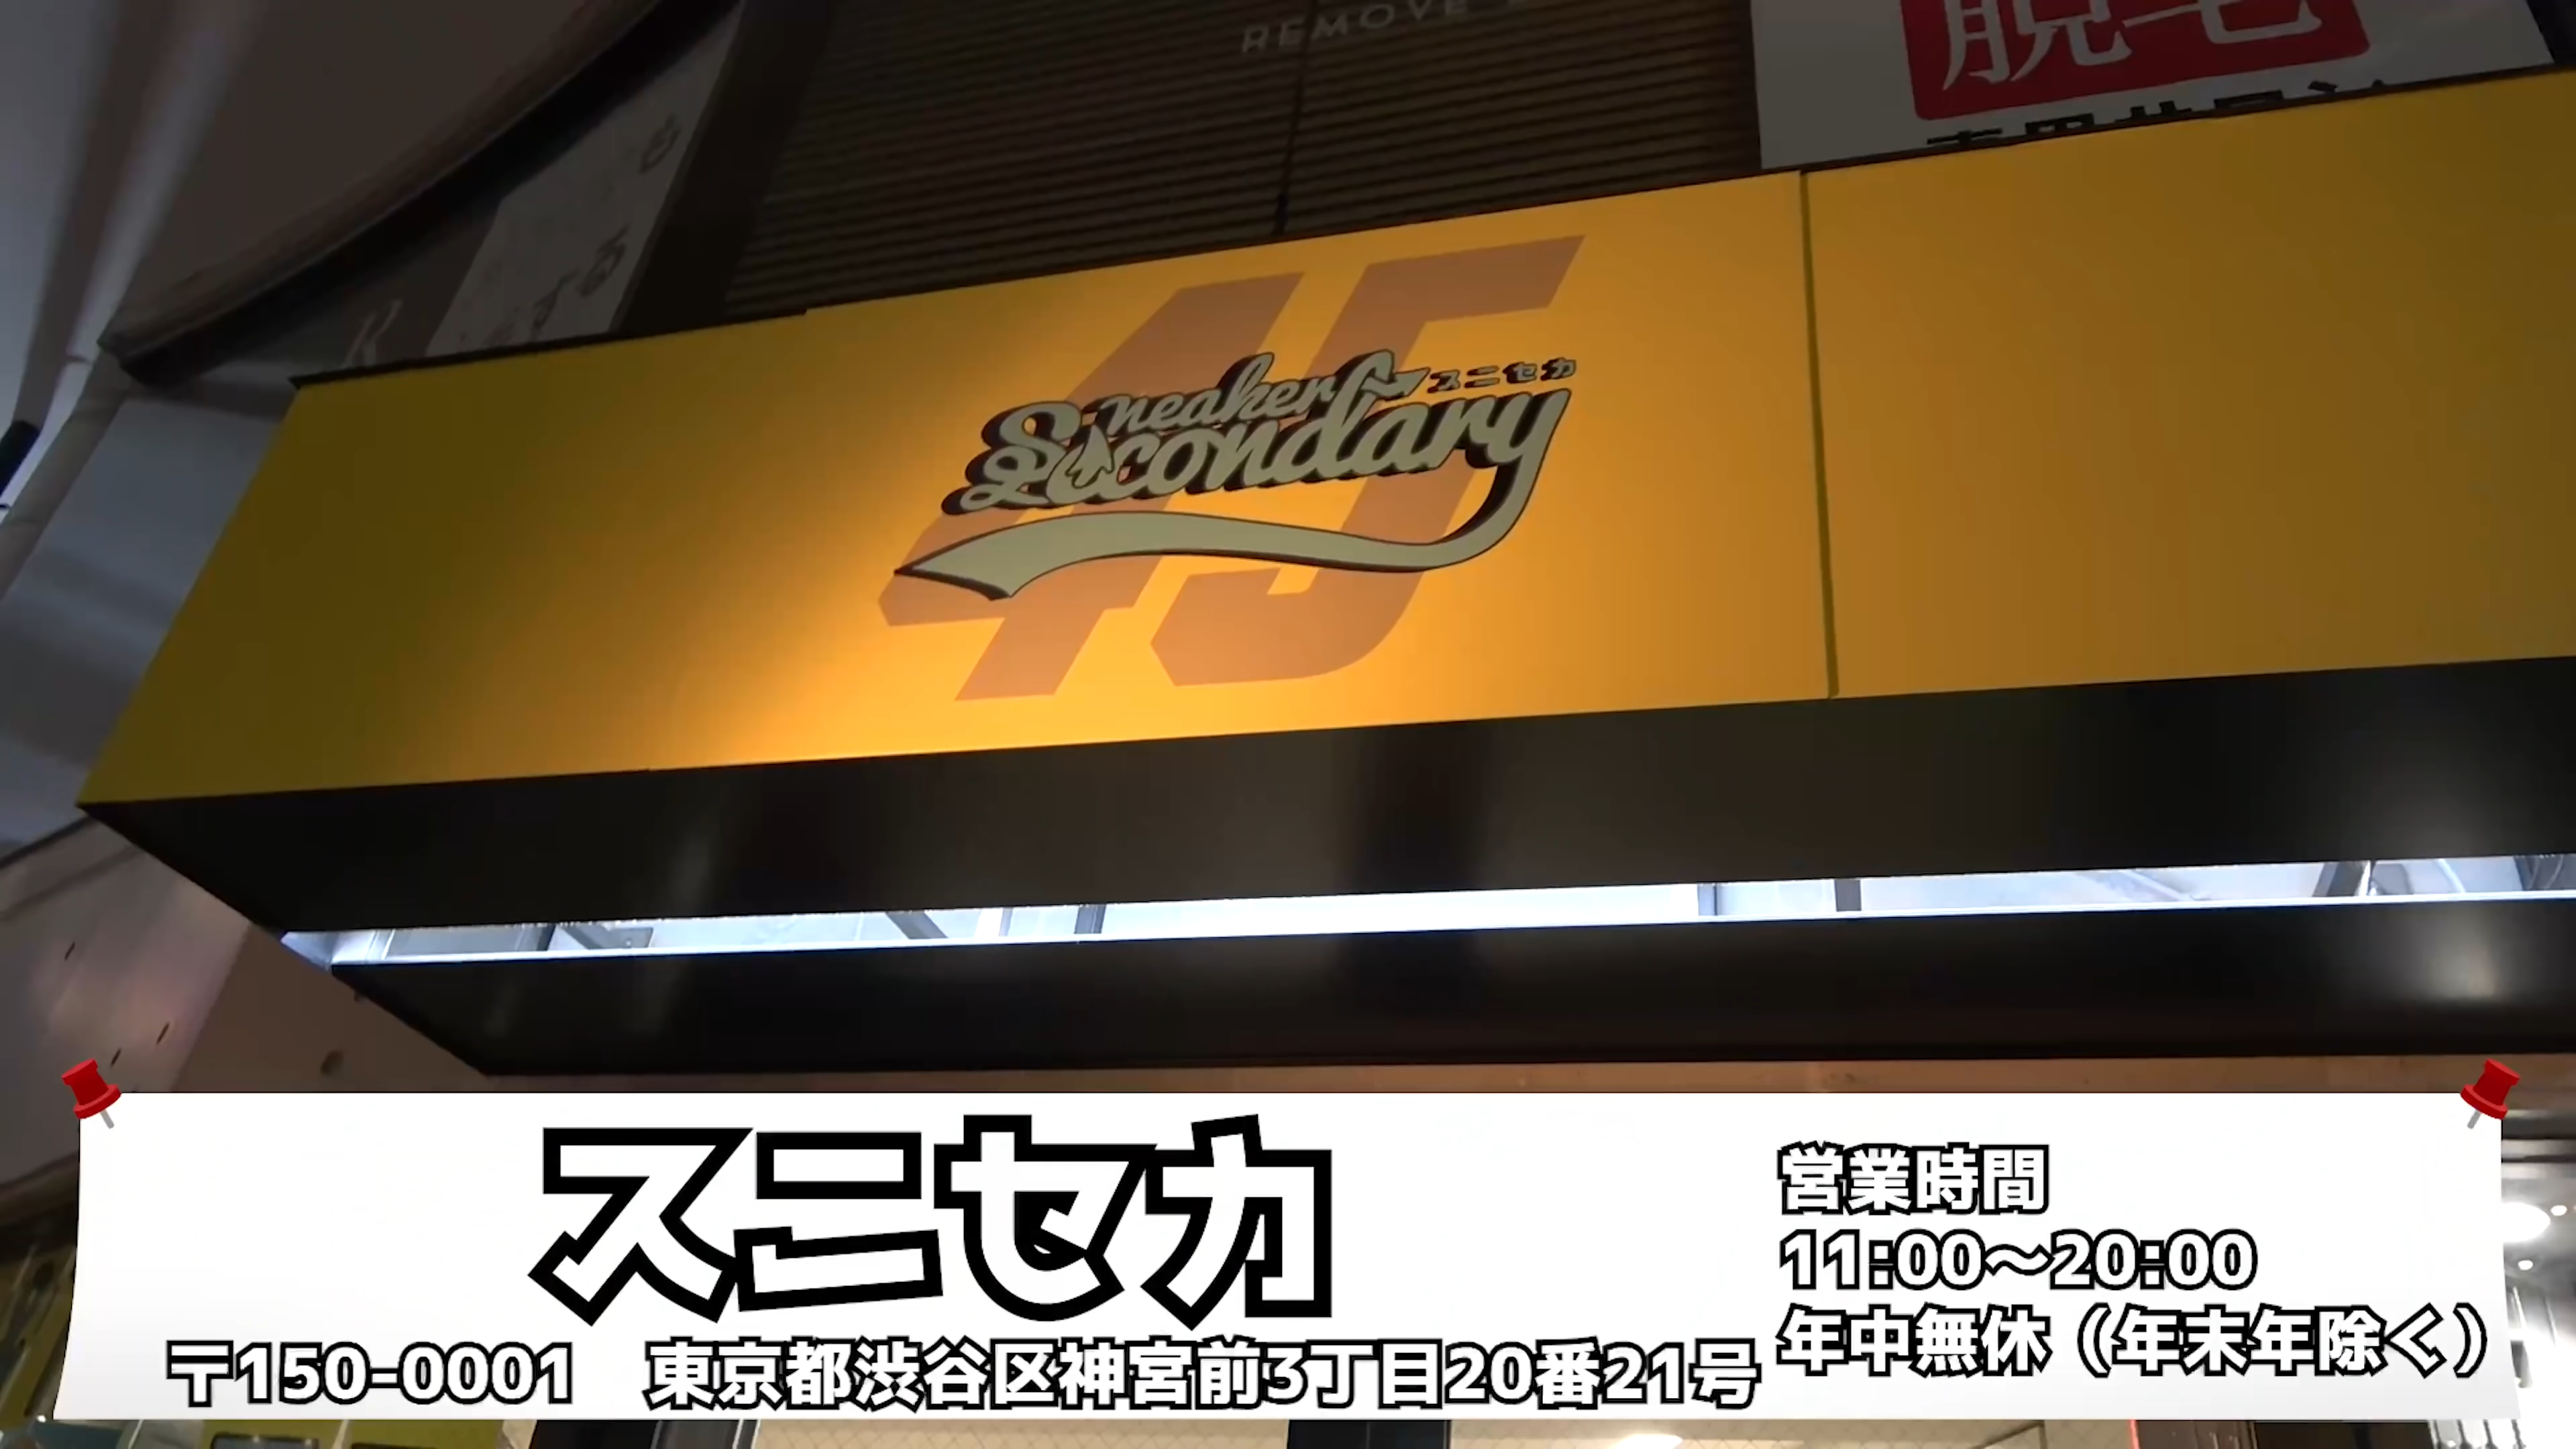 REMOVE
脱毛
45
Sneaker スニセカ
Secondary
スニセカ
〒150-0001 東京都渋谷区神宮前3丁目20番21号
営業時間
11:00〜20:00
年中無休（年末年除く）